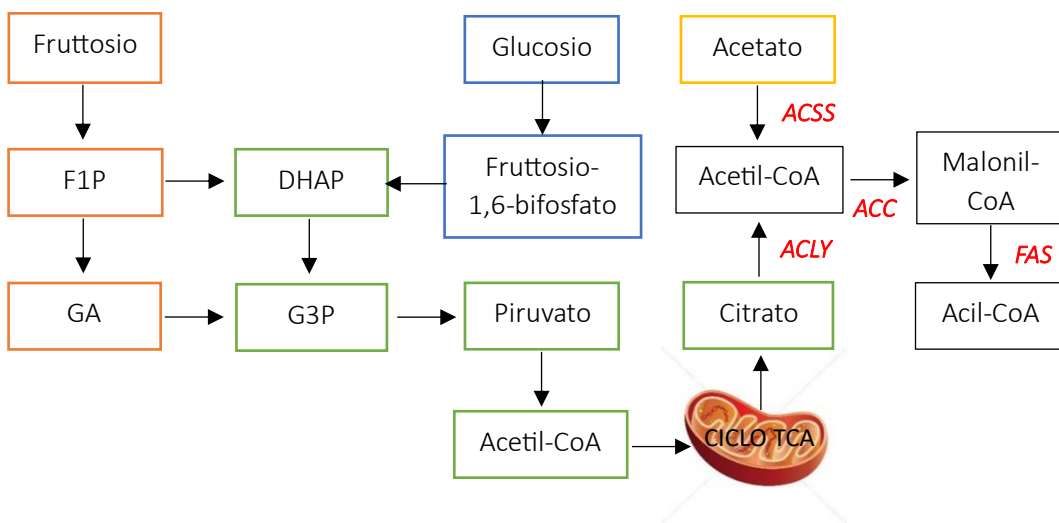 Fruttosio
Glucosio
Acetato
ACSS
F1P
DHAP
Fruttosio-
1,6-bifosfato
Acetil-CoA
ACC
Malonil-
CoA
ACLY
FAS
GA
G3P
Piruvato
Citrato
Acil-CoA
Acetil-CoA
CICLO TCA